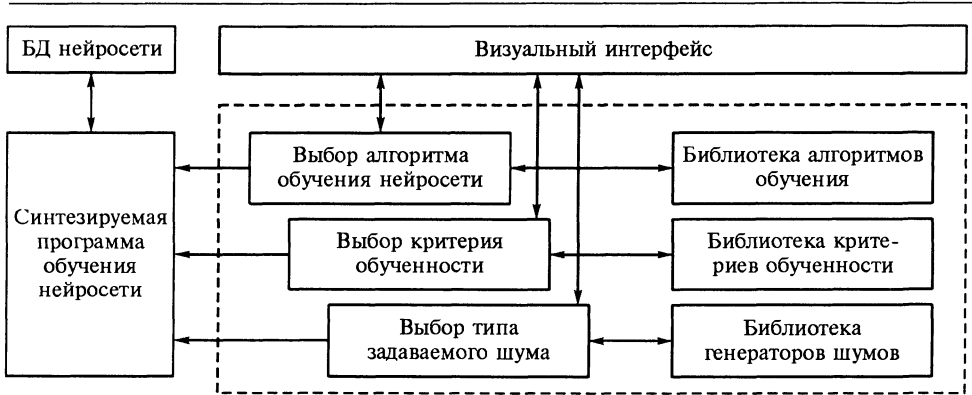 БД нейросети
Визуальный интерфейс
Выбор алгоритма
обучения нейросети
Библиотека алгоритмов
обучения
Синтезируемая
программа
обучения
нейросети
Выбор критерия
обученности
Библиотека крите-
риев обученности
Выбор типа
задаваемого шума
Библиотека
генераторов шумов